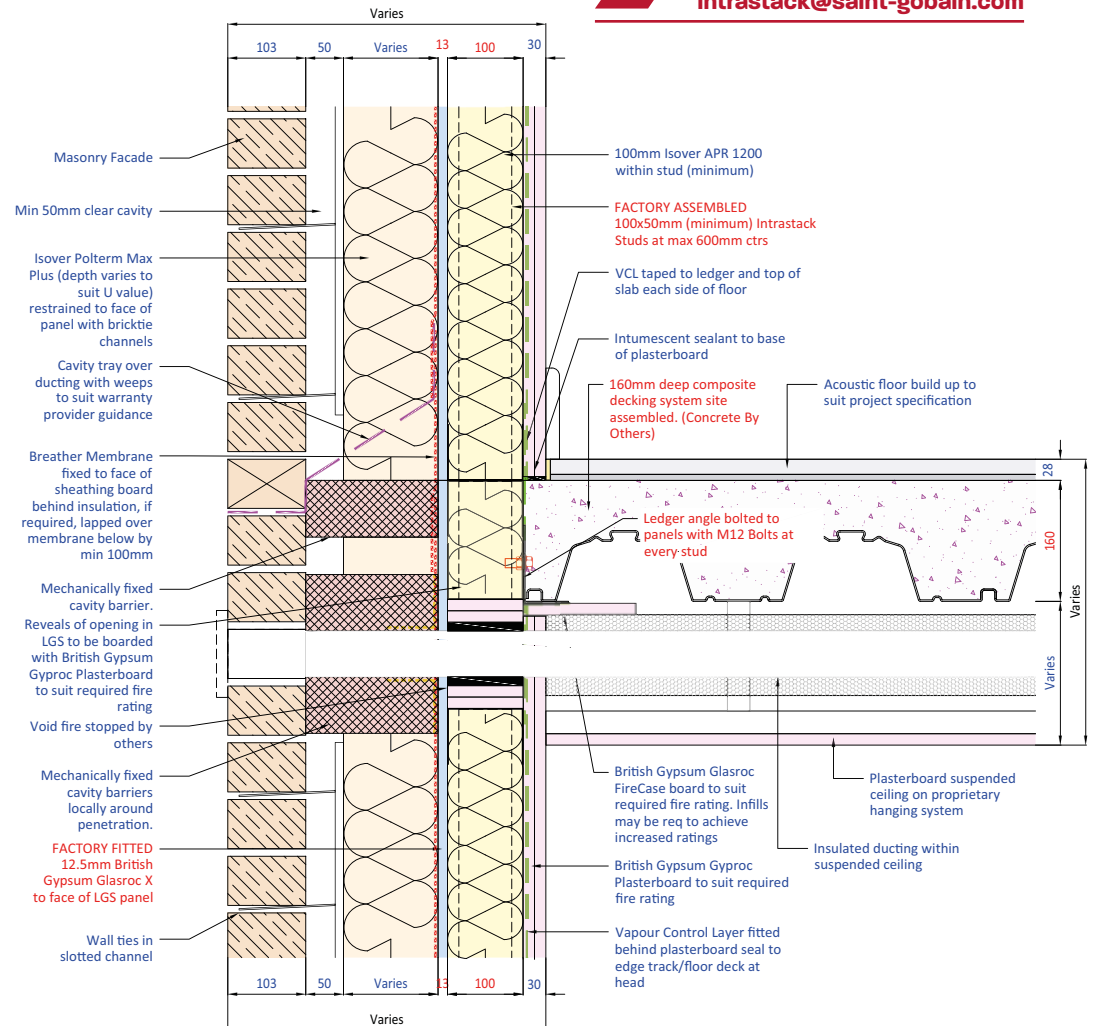 intrastack@saint-gobain.com
Varies
103
50
Varies
13
100
30
Masonry Facade
Min 50mm clear cavity
Isover Polterm Max
Plus (depth varies to
suit U value)
restrained to face of
panel with bricktie
channels
Cavity tray over
ducting with weeps
to suit warranty
provider guidance
Breather Membrane
fixed to face of
sheathing board
behind insulation, if
required, lapped over
membrane below by
min 100mm
Mechanically fixed
cavity barrier.
Reveals of opening in
LGS to be boarded
with British Gypsum
Gyproc Plasterboard
to suit required fire
rating
Void fire stopped by
others
Mechanically fixed
cavity barriers
locally around
penetration.
FACTORY FITTED
12.5mm British
Gypsum Glasroc X
to face of LGS panel
Wall ties in
slotted channel
100mm Isover APR 1200
within stud (minimum)
FACTORY ASSEMBLED
100x50mm (minimum) Intrastack
Studs at max 600mm ctrs
VCL taped to ledger and top of
slab each side of floor
Intumescent sealant to base
of plasterboard
160mm deep composite
decking system site
assembled. (Concrete By
Others)
Acoustic floor build up to
suit project specification
Ledger angle bolted to
panels with M12 Bolts at
every stud
28
160
Varies
Varies
British Gypsum Glasroc
FireCase board to suit
required fire rating. Infills
may be req to achieve
increased ratings
Plasterboard suspended
ceiling on proprietary
hanging system
Insulated ducting within
suspended ceiling
British Gypsum Gyproc
Plasterboard to suit required
fire rating
Vapour Control Layer fitted
behind plasterboard seal to
edge track/floor deck at
head
103
50
Varies
13
100
30
Varies